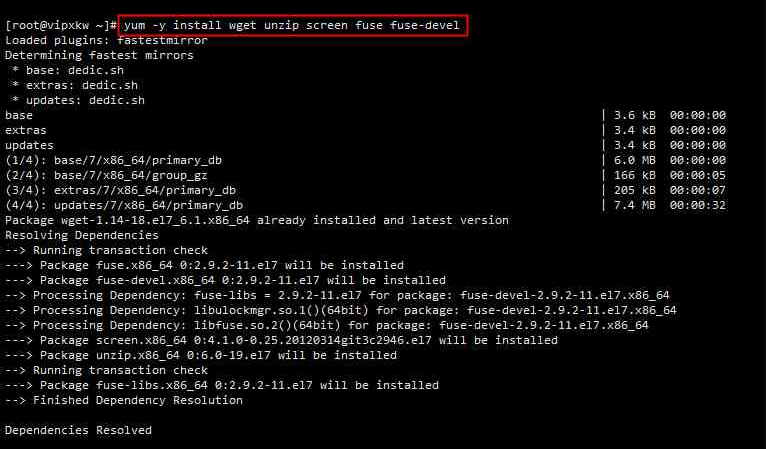 [root@vipxkw ~]# yum -y install wget unzip screen fuse fuse-devel
Loaded plugins: fastestmirror
Determining fastest mirrors
 * base: dedic.sh
 * extras: dedic.sh
 * updates: dedic.sh
base | 3.6 kB 00:00:00
extras | 3.4 kB 00:00:00
updates | 3.4 kB 00:00:00
(1/4): base/7/x86_64/primary_db | 6.0 MB 00:00:00
(2/4): base/7/x86_64/group_gz | 166 kB 00:00:05
(3/4): extras/7/x86_64/primary_db | 205 kB 00:00:07
(4/4): updates/7/x86_64/primary_db | 7.4 MB 00:00:32
Package wget-1.14-18.el7_6.1.x86_64 already installed and latest version
Resolving Dependencies
--> Running transaction check
---> Package fuse.x86_64 0:2.9.2-11.el7 will be installed
---> Package fuse-devel.x86_64 0:2.9.2-11.el7 will be installed
--> Processing Dependency: fuse-libs = 2.9.2-11.el7 for package: fuse-devel-2.9.2-11.el7.x86_64
--> Processing Dependency: libulockmgr.so.1()(64bit) for package: fuse-devel-2.9.2-11.el7.x86_64
--> Processing Dependency: libfuse.so.2()(64bit) for package: fuse-devel-2.9.2-11.el7.x86_64
---> Package screen.x86_64 0:4.1.0-0.25.20120314git3c2946.el7 will be installed
---> Package unzip.x86_64 0:6.0-19.el7 will be installed
--> Running transaction check
---> Package fuse-libs.x86_64 0:2.9.2-11.el7 will be installed
--> Finished Dependency Resolution
Dependencies Resolved